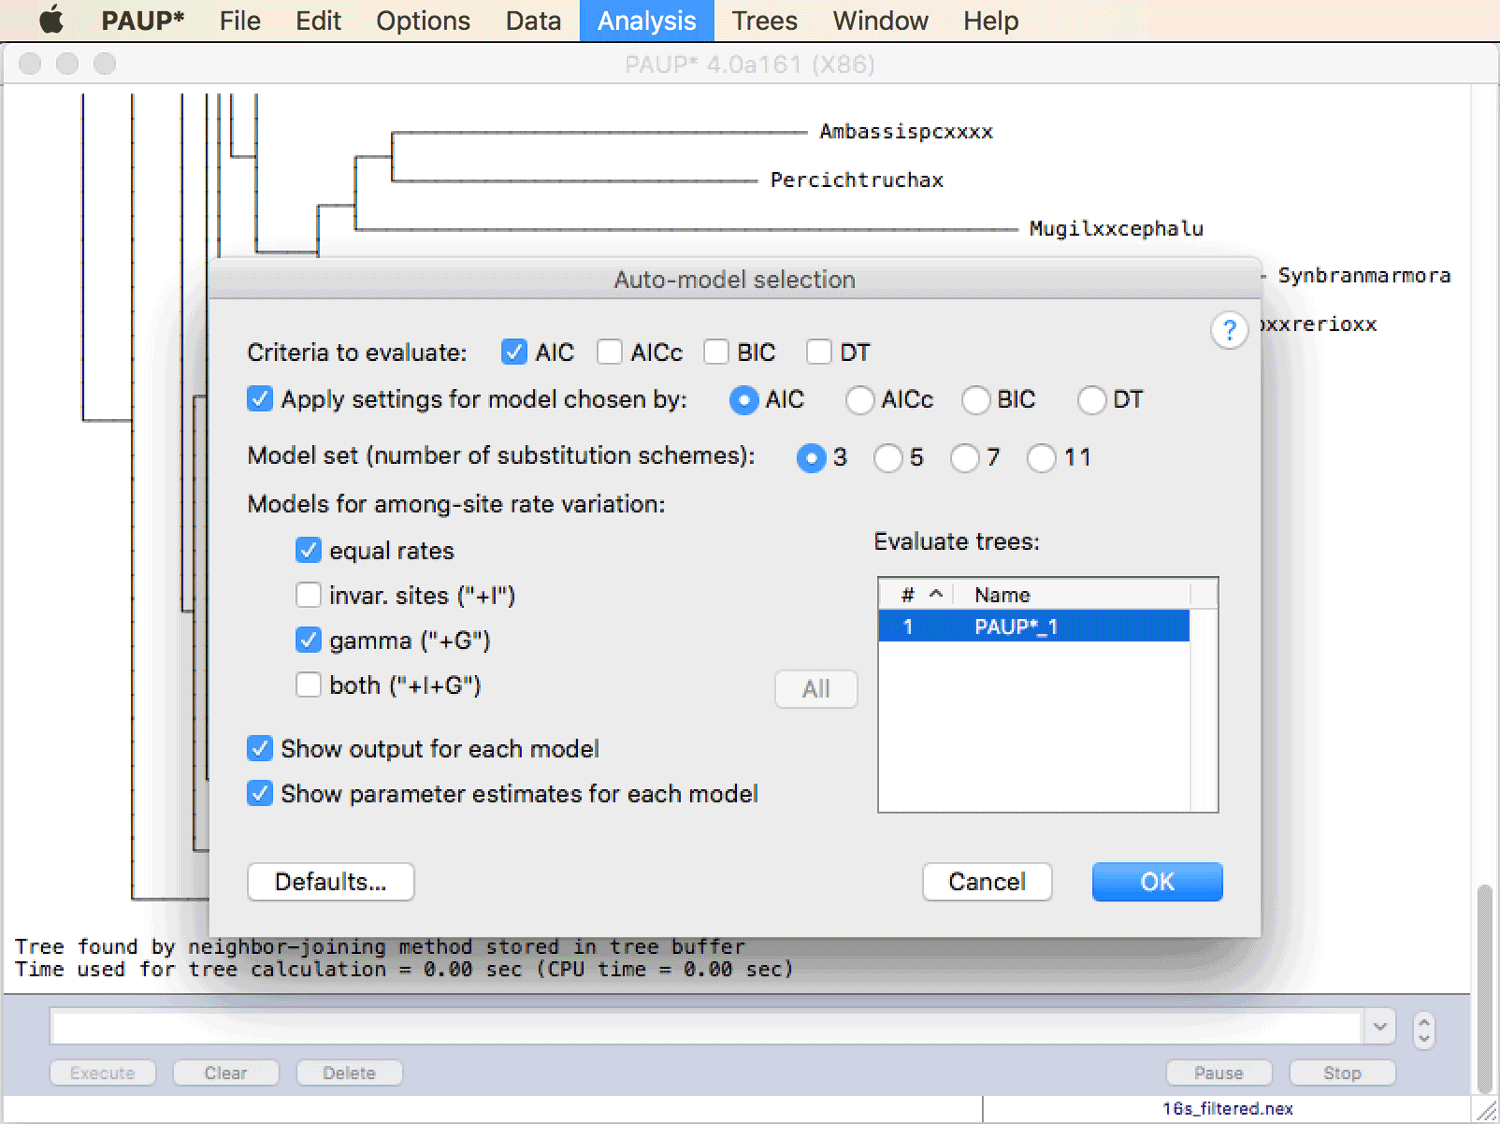 PAUP* File Edit Options Data Analysis Trees Window Help
PAUP* 4.0a161 (X86)
Ambassispcxxxx
Percichtruchax
Mugilxxcephalu
Synbranmarmora
oxxrerioxx
Auto-model selection
?
Criteria to evaluate: AIC AICc BIC DT
Apply settings for model chosen by: AIC AICc BIC DT
Model set (number of substitution schemes): 3 5 7 11
Models for among-site rate variation:
equal rates
invar. sites ("+I")
gamma ("+G")
both ("+I+G")
Evaluate trees:
# Name
1 PAUP*_1
All
Show output for each model
Show parameter estimates for each model
Defaults... Cancel OK
Tree found by neighbor-joining method stored in tree buffer
Time used for tree calculation = 0.00 sec (CPU time = 0.00 sec)
Execute Clear Delete Pause Stop
16s_filtered.nex